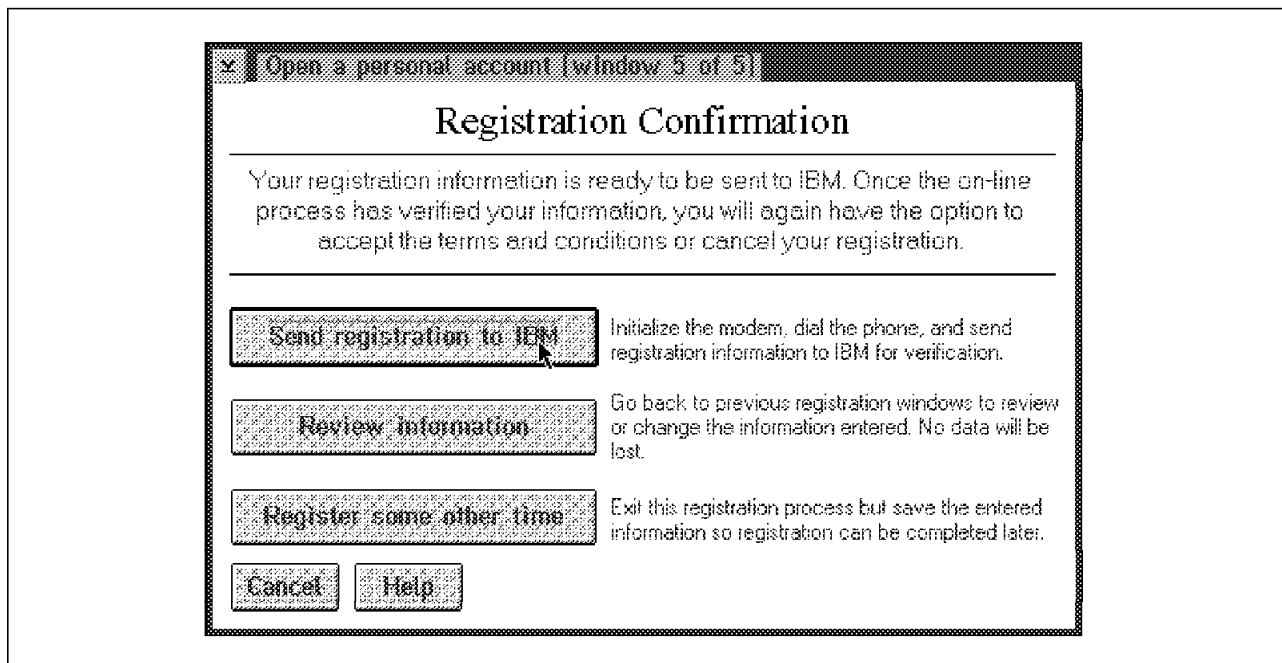 Open a personal account (window 5 of 5)
Registration Confirmation
Your registration information is ready to be sent to IBM. Once the on-line
process has verified your information, you will again have the option to
accept the terms and conditions or cancel your registration.
Send registration to IBM
Initialize the modem, dial the phone, and send
registration information to IBM for verification.
Review information
Go back to previous registration windows to review
or change the information entered. No data will be
lost.
Register some other time
Exit this registration process but save the entered
information so registration can be completed later.
Cancel Help